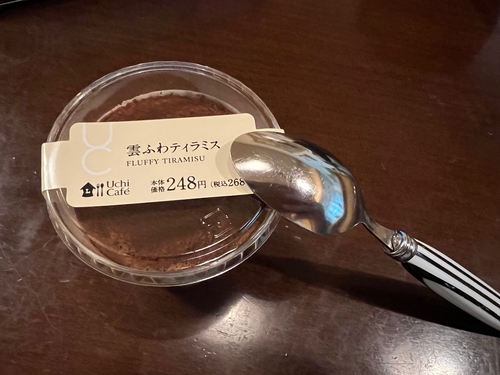 UC
雲ふわティラミス
FLUFFY TIRAMISU
Uchi Café
本体価格 248円 (税込268